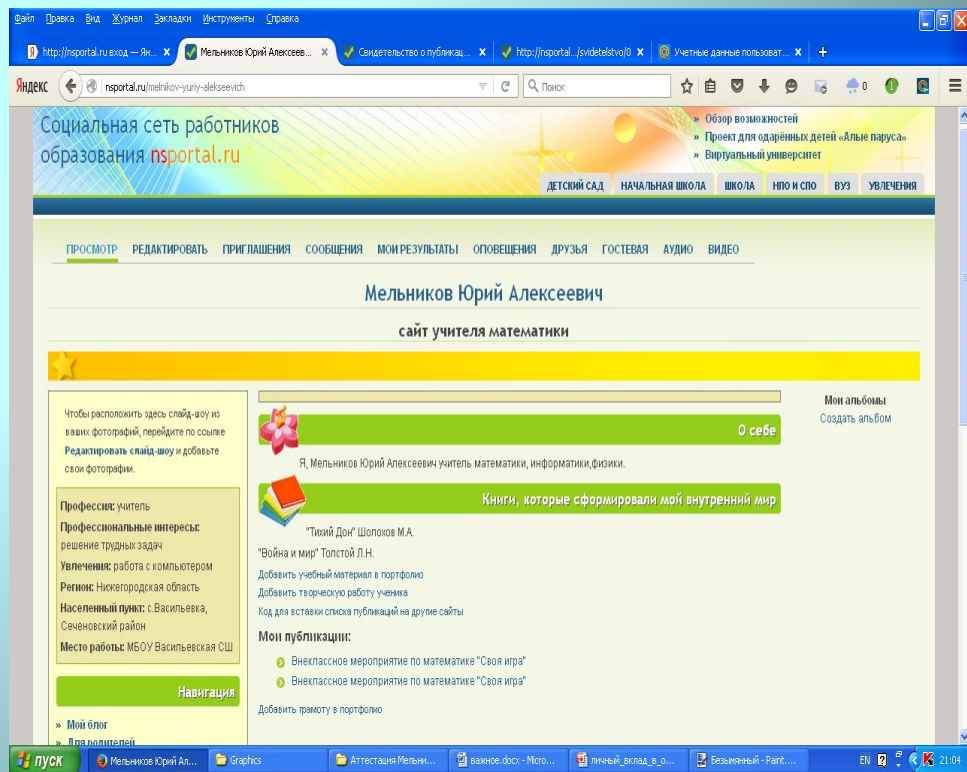 Файл Правка Вид Журнал Закладки Инструменты Справка
http://nsportal.ru вход — Ян...
Мельников Юрий Алексеев...
Свидетельство о публикац...
http://nsportal.../svidetelstvo/0
Учетные данные пользоват...
Яндекс
nsportal.ru/melnikov-yuriy-alekseevich
Поиск
0
Социальная сеть работников
образования nsportal.ru
» Обзор возможностей
» Проект для одарённых детей «Алые паруса»
» Виртуальный университет
ДЕТСКИЙ САД НАЧАЛЬНАЯ ШКОЛА ШКОЛА НПО И СПО ВУЗ УВЛЕЧЕНИЯ
ПРОСМОТР РЕДАКТИРОВАТЬ ПРИГЛАШЕНИЯ СООБЩЕНИЯ МОИ РЕЗУЛЬТАТЫ ОПОВЕЩЕНИЯ ДРУЗЬЯ ГОСТЕВАЯ АУДИО ВИДЕО
Мельников Юрий Алексеевич
сайт учителя математики
Чтобы расположить здесь слайд-шоу из
ваших фотографий, перейдите по ссылке
Редактировать слайд-шоу и добавьте
свои фотографии.
Профессия: учитель
Профессиональные интересы:
решение трудных задач
Увлечения: работа с компьютером
Регион: Нижегородская область
Населенный пункт: с.Васильевка,
Сеченовский район
Место работы: МБОУ Васильевская СШ
Навигация
» Мой блог
» Для родителей
О себе
Я, Мельников Юрий Алексеевич учитель математики, информатики,физики.
Книги, которые сформировали мой внутренний мир
"Тихий Дон" Шолохов М.А.
"Война и мир" Толстой Л.Н.
Добавить учебный материал в портфолио
Добавить творческую работу ученика
Код для вставки списка публикаций на другие сайты
Мои публикации:
Внеклассное мероприятие по математике "Своя игра"
Внеклассное мероприятие по математике "Своя игра"
Добавить грамоту в портфолио
Мои альбомы
Создать альбом
пуск
Мельников Юрий Ал...
Graphics
Аттестация Мельни...
важное.docx - Micro...
личный_вклад_в_о...
Безымянный - Paint....
EN
21:04